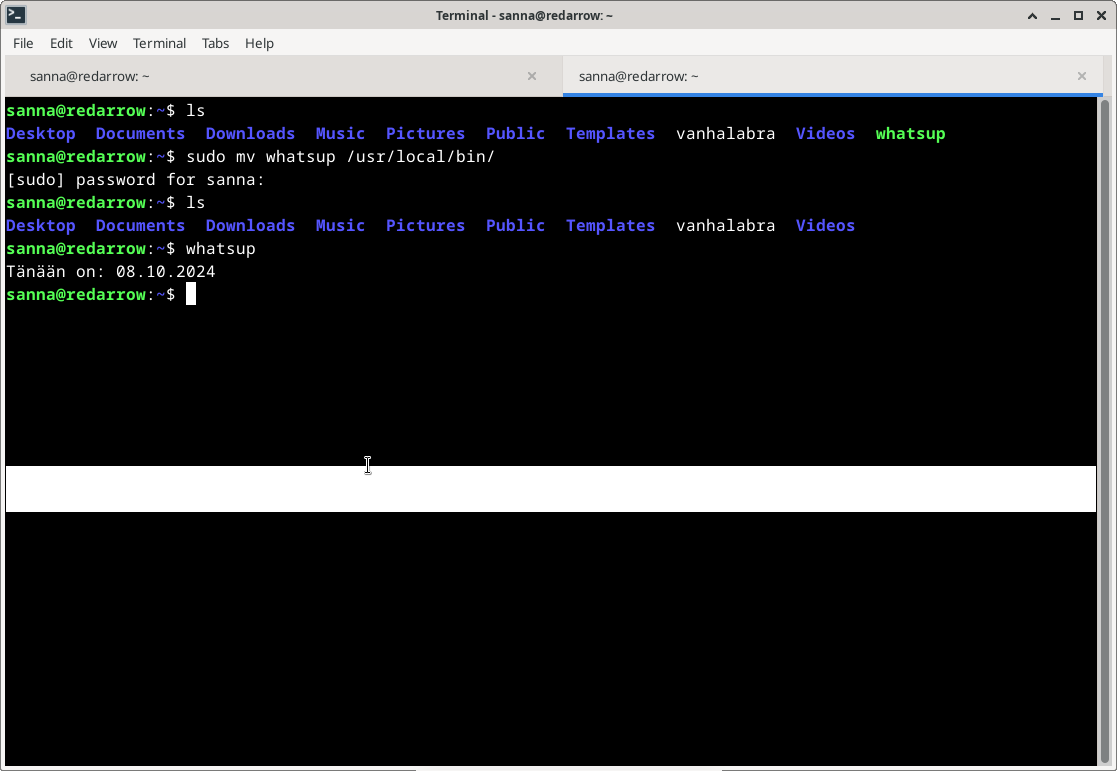 Terminal - sanna@redarrow: ~
File Edit View Terminal Tabs Help
sanna@redarrow: ~ sanna@redarrow: ~
sanna@redarrow:~$ ls
Desktop Documents Downloads Music Pictures Public Templates vanhalabra Videos whatsup
sanna@redarrow:~$ sudo mv whatsup /usr/local/bin/
[sudo] password for sanna:
sanna@redarrow:~$ ls
Desktop Documents Downloads Music Pictures Public Templates vanhalabra Videos
sanna@redarrow:~$ whatsup
Tänään on: 08.10.2024
sanna@redarrow:~$